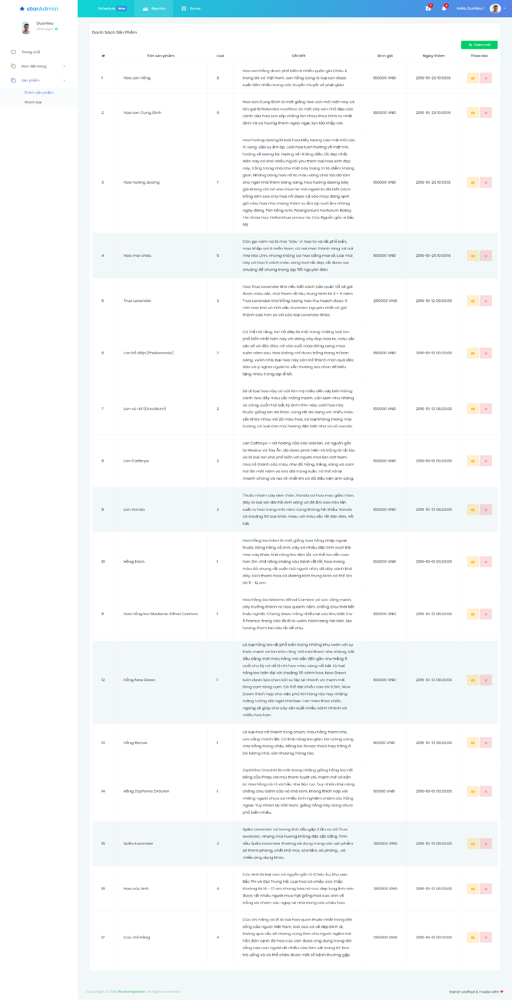 starAdmin
Schedule New
Reports
Score
7
4
Hello, DucHieu !
DucHieu
Manager
Trang chủ
Đơn đặt hàng
Sản phẩm
Thêm sản phẩm
Thêm loại
Danh Sách Sản Phẩm
Thêm mới
# Tên sản phẩm Loại Chi tiết Đơn giá Ngày thêm Thao tác
1 Hoa sen hồng 6
Hoa sen hồng được phổ biến ở nhiều quốc gia Châu Á
trong đó có Việt Nam, sen hồng cũng là loại sen được
xuất hiện nhiều trong các truyền thuyết về phật giáo
150000 VNĐ 2016-10-26 10:00:16
2 Hoa sen Cung Đình 6
Hoa sen Cung Đình là một giống hoa sen mới hiện nay có
tên gọi là Nelumbo nucifera. Là một cây sen nhỏ đẹp các
cánh của hoa sen xếp chồng lên nhau theo trình tự nhất
định và có hương thơm ngào ngạt, lan tỏa khắp nơi.
180000 VNĐ 2016-10-26 10:00:16
3 Hoa hướng dương 7
Hoa hướng dương là loài hoa biểu tượng của mặt trời của
hi vọng, của sự ấm áp. Loài hoa luôn hướng về mặt trời,
hướng về tương lai, hướng về những điều tốt đẹp nhất.
Hiện nay có khá nhiều người yêu thích loại hoa xinh đẹp
này, trồng trong nhà như một cây trang trí tô điểm không
gian. Những bông hoa nở to màu vàng chói lóa đã làm
cho ngôi nhà thêm bừng sáng. Hoa hướng dương bây
giờ không chỉ nở vào mùa hè mà người ta đã biết cách
trồng làm sao cho hoa nở được cả vào mùa đông lạnh
giá nữa, hoa như mang thêm sự ấm áp sưởi ấm những
ngày đông. Tên tiếng Anh: Pelargonium hortorum Bailey
Tên khoa học: Helianthus annus Họ: Cúc Nguồn gốc: ở Bắc
Mỹ
150000 VNĐ 2016-10-26 10:00:16
4 Hoa mai châu 5
Còn gọi nôm na là mai "trâu" vì hoa to và rất phổ biến,
mọc khắp nơi ở miền Nam, có nơi mọc thành rừng, cả núi
như Mai Lĩnh, nhưng không sai hoa bằng mai sẻ. Loại mai
này có hoa 5 cánh màu vàng tươi rất đẹp, rất được ưa
chuộng để chưng trong dịp Tết nguyên đán.
160000 VNĐ 2016-10-26 10:00:16
5 True Lavender 3
Hoa True Lavender khô nếu biết cách bảo quản tốt sẽ giữ
được màu sắc, mùi thơm rất lâu, trung bình từ 3 – 5 năm.
True Lavender khó trồng, lượng hoa thu hoạch được ít
nên hoa khô và tinh dầu lavender nguyên chất có giá
thành cao hơn so với các loại Lavender khác.
250000 VNĐ 2016-10-12 09:00:00
6 Lan hồ điệp (Phalaenosis) 2
Có thể nói rằng, lan hồ điệp là một trong những loài lan
phổ biến nhất hiện nay với dáng cây đẹp, hoa to, màu sắc
sặc sỡ và độc đáo, nở vào cuối mùa đông sang mùa
xuân năm sau. Hoa không chỉ được trồng trang trí ban
công, vườn nhà, loại hoa này còn trở thành món quà độc
đáo và ý nghĩa người ta vẫn thường lựa chọn để biếu
tặng nhau trong dịp lễ tết.
180000 VNĐ 2016-10-13 09:20:00
7 Lan vũ nữ (Oncidium) 2
Sở dĩ loại hoa này có cái tên mỹ miều đến vậy bởi những
cánh hoa đầy màu sắc mỏng manh, uốn lượn như những
vũ công, cuốn hút bất kỳ ánh nhìn nào. Loài hoa này
thuộc giống lan đa thân, cũng rất đa dạng với nhiều màu
sắc khác nhau với 26 màu hoa, có loại không mang mùi
hương, có loại cho mùi hương đặc biệt như vũ nữ socola.
150000 VNĐ 2016-10-13 09:20:00
8 Lan Cattleya 2
Lan Cattleya – nữ hoàng của các loài lan, có nguồn gốc
từ Mexico và Tây Ấn, đã được phát hiện và trồng từ rất lâu
và là loại lan khá phổ biến với người chơi lan Việt Nam.
Hoa nở thành các màu như đỏ, hồng, trắng, vàng và cam
hai lần một năm và kéo dài trong tuần, có thể nở lại
nhanh chóng và rực rỡ nhất khi có đủ điều kiện ánh sáng.
150000 VNĐ 2016-10-13 09:20:00
9 Lan Vanda 2
Thuộc nhóm cây đơn thân, Vanda có hoa mọc giữa thân,
đây là loại lan đòi hỏi ánh sáng và độ ẩm cao nên tần
suất ra hoa trong một năm cũng không hề nhiều. Vanda
có khoảng 50 loại khác nhau với màu sắc rất độc đáo, nổi
bật.
160000 VNĐ 2016-10-13 09:20:00
10 Hồng Eden 1
Hoa hồng leo Eden là một giống hoa hồng nhập ngoại
thuộc dòng hồng cổ Anh, cây có nhiều đặc tính vượt trội
như: cây khỏe, khả năng leo dàn tốt, có thể leo đến cao
hơn 2m. Khả năng kháng sâu bệnh rất tốt, hoa mang
màu đỏ nhung rất cuốn hút người nhìn, độ dày cánh khá
dày, kích thước hoa có đường kính trung bình có thể lên
tới 11 - 12 cm.
160000 VNĐ 2016-10-13 09:20:00
11 Hoa hồng leo Madame Alfred Carriere 1
Hoa hồng leo Mdame Alfred Carriere có sức sống mạnh,
cây trưởng thành ra hoa quanh năm, chống chịu thời tiết
khắc nghiệt. Chúng được trồng nhiều tại các khu biệt thự
ở France, trong các lối đi ra vườn, hành lang hai bên, tạo
hương thơm lan tỏa rất dễ chịu.
180000 VNĐ 2016-10-13 09:20:00
12 Hồng New Dawn 1
Là loại hồng leo rất phổ biến trong những khu vườn với sự
khỏe mạnh và lan tràn rộng. Với mùi thơm nhẹ nhàng, bắt
đầu bằng một màu hồng mờ dần đến gần như trắng ở
cuối chu kỳ nở để lộ nhị hoa màu vàng nổi bật. Là loại
hồng leo hiện đại với khoảng 35 cánh hoa, New Dawn
luôn được lựa chọn bởi sự lặp lại nhanh và mạnh mẽ,
từng cụm từng cụm. Có thể đạt chiều cao tới 6,5m, New
Dawn thích hợp cho việc phủ kín hàng rào hay những
mảng tường dài ngôi nhà bạn. Lan man theo chiều
ngang sẽ giúp cho cây sản xuất nhiều cành nhánh và
nhiều hoa hơn.
180000 VNĐ 2016-10-13 09:20:00
13 Hồng Renae 1
Là loại hoa nở thành từng chùm, màu hồng thơm nhẹ,
sức sống mãnh liệt. Có khả năng leo giàn, bờ tường cũng
như trồng trong chậu. Hồng leo Renae thích hợp trồng ở
bờ tường nhà, sân thượng, hàng rào.
80000 VNĐ 2016-10-13 09:20:00
14 Hồng Zephirine Drouhin 1
Zephirine Drouhin là một trong những giống hồng leo nổi
tiếng của Pháp với mùi thơm tuyệt vời, mạnh mẽ và bền
bỉ. Hoa hồng nở rộ và hầu như liên tục. Tuy nhiên khả năng
chống chịu bệnh của nó khá kém, không thích hợp với
những người chưa có nhiều kinh nghiệm chăm sóc hồng
ngoại. Tuy nhiên tại Việt Nam, giống hồng này cũng chưa
phổ biến nhiều.
50000 VNĐ 2016-10-13 09:20:00
15 Spike Lavender 3
Spike Lavender có lượng tinh dầu gấp 3 lần so với True
lavender, nhưng mùi hương không đặc sắc bằng. Tinh
dầu Spike Lavender thường sử dụng trong các sản phẩm
xịt thơm phòng, chất khử mùi, sữa tắm, xà phòng... và
nhiều ứng dụng khác.
380000 VNĐ 2016-10-13 09:20:00
16 Hoa cúc Anh 4
Cúc Anh là loại cúc có nguồn gốc từ Châu Âu, khu vực
Bắc Phi và Địa Trung Hải. Loại hoa có chiều cao thấp
thường từ 14 – 17 cm nhưng hoa nở cực đẹp lung linh nên
được rất nhiều người mua hạt giống hoa cúc anh về
trồng và chăm sóc ngay tại nhà trong các chậu hoa.
380000 VNĐ 2016-10-13 09:20:00
17 Cúc chi trắng 4
Cúc chi trắng có lẽ là loại hoa quen thuộc nhất trong đời
sống của người Việt Nam, loài cúc có vẻ đẹp bình dị,
không quá sắc sỡ nhưng cũng làm cho người ngắm mê
hồn. Bên cạnh đó hoa cúc còn được ứng dụng trong đời
sống của con người rất nhiều vừa làm vật trang trí, làm
trà uống và có thể chữa được một số bệnh thường gặp.
280000 VNĐ 2016-10-13 09:20:00
Copyright © 2018 Bootstrapdash. All rights reserved.
Hand-crafted & made with